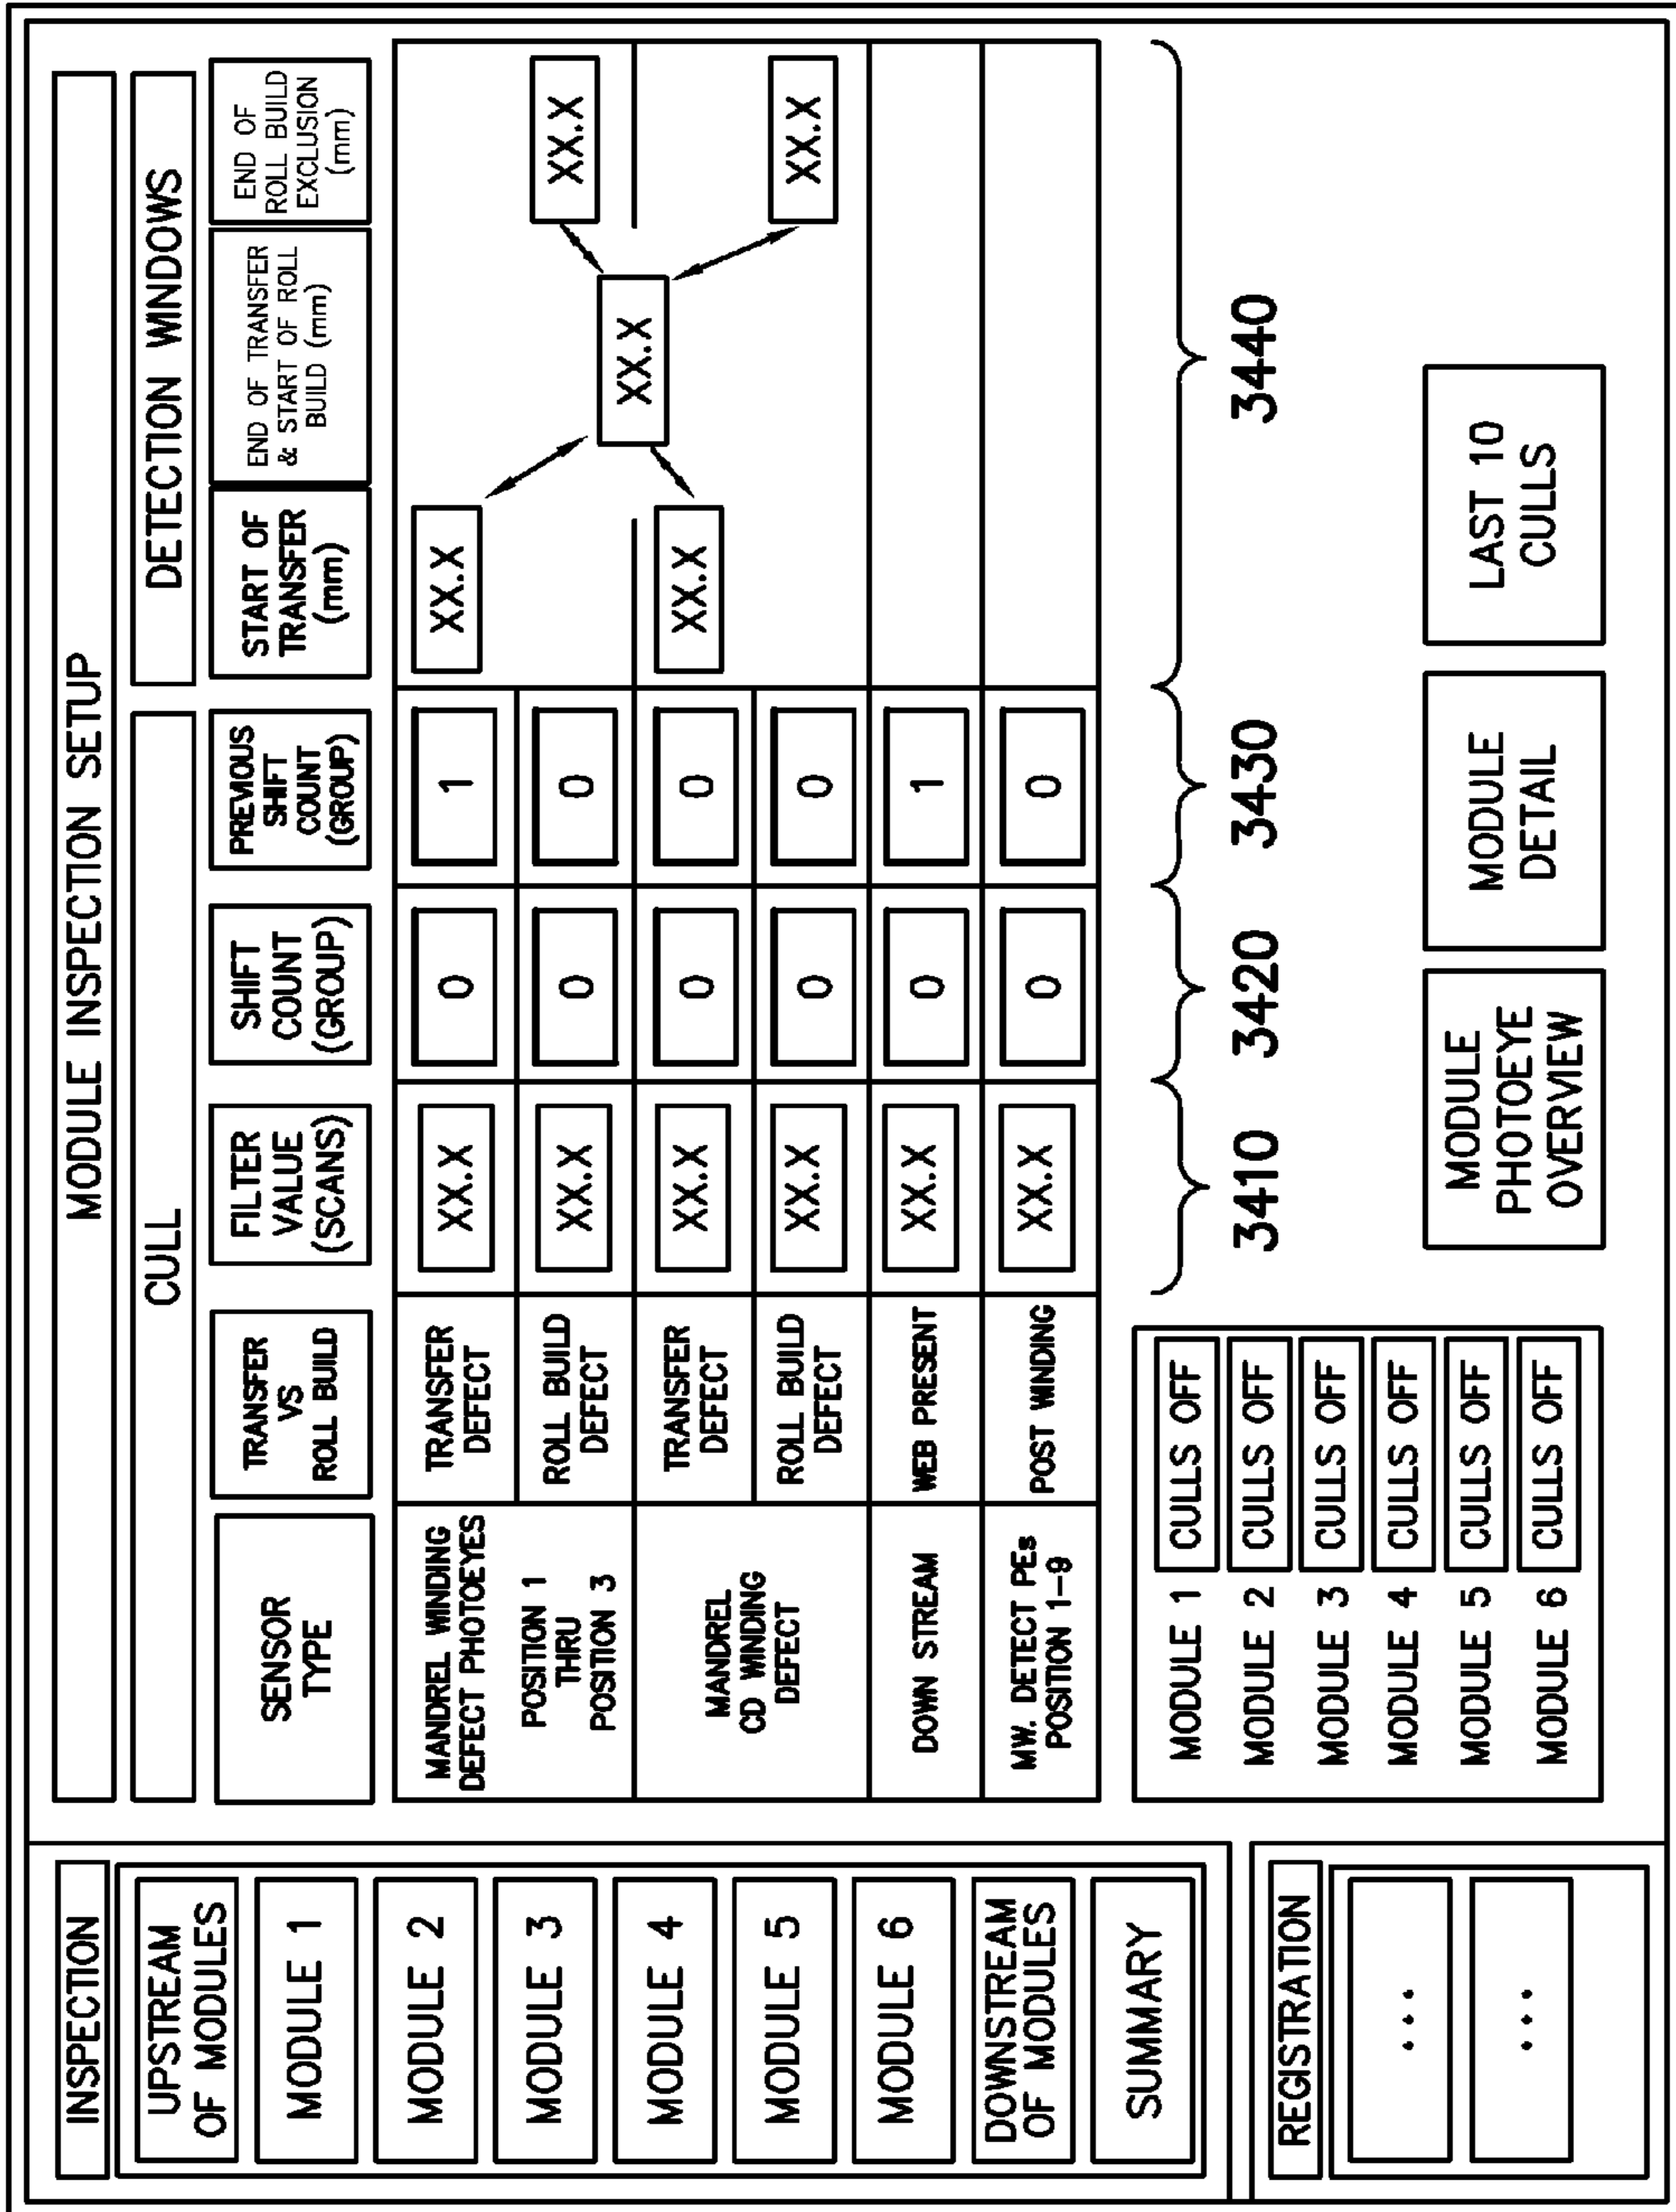 INSPECTION
UPSTREAM
OF MODULES
MODULE 1
MODULE 2
MODULE 3
MODULE 4
MODULE 5
MODULE 6
DOWNSTREAM
OF MODULES
SUMMARY
REGISTRATION
...
...
MODULE INSPECTION SETUP
CULL
DETECTION WINDOWS
SENSOR
TYPE
TRANSFER
VS
ROLL BUILD
FILTER
VALUE
(SCANS)
SHIFT
COUNT
(GROUP)
PREVIOUS
SHIFT
COUNT
(GROUP)
START OF
TRANSFER
(mm)
END OF TRANSFER
& START OF ROLL
BUILD (mm)
END OF
ROLL BUILD
EXCLUSION
(mm)
MANDREL WINDING
DEFECT PHOTOEYES
POSITION 1
THRU
POSITION 3
TRANSFER
DEFECT
XX.X
0
1
XX.X
ROLL BUILD
DEFECT
XX.X
0
0
XX.X
XX.X
MANDREL
CD WINDING
DEFECT
TRANSFER
DEFECT
XX.X
0
0
XX.X
ROLL BUILD
DEFECT
XX.X
0
0
XX.X
DOWN STREAM
WEB PRESENT
XX.X
0
1
MW. DETECT PEs
POSITION 1-9
POST WINDING
XX.X
0
0
3410
3420
3430
3440
MODULE 1 CULLS OFF
MODULE 2 CULLS OFF
MODULE 3 CULLS OFF
MODULE 4 CULLS OFF
MODULE 5 CULLS OFF
MODULE 6 CULLS OFF
MODULE
PHOTOEYE
OVERVIEW
MODULE
DETAIL
LAST 10
CULLS